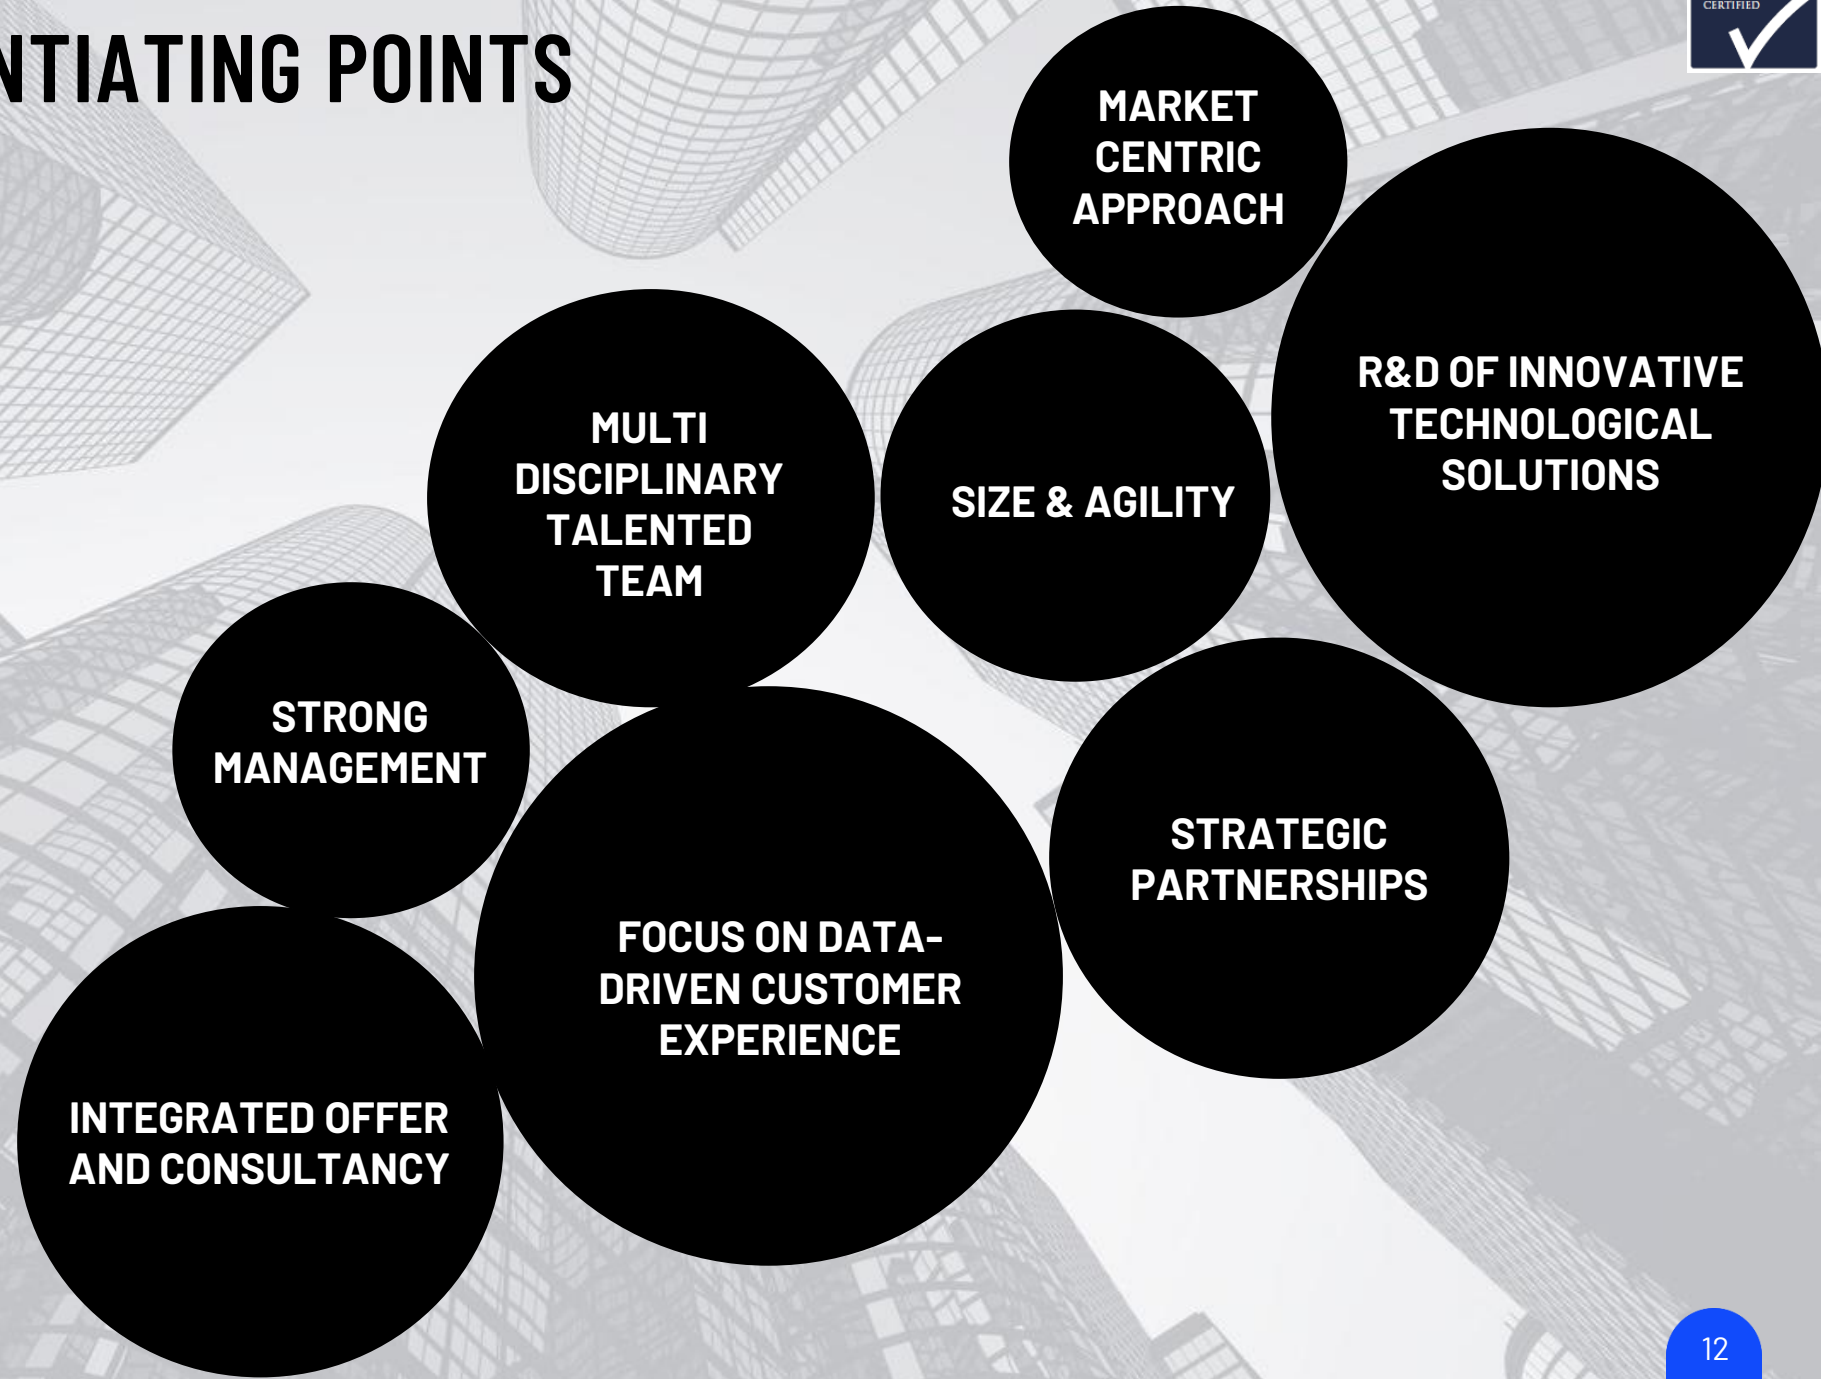 NTIATING POINTS
CERTIFIED
MARKET
CENTRIC
APPROACH
R&D OF INNOVATIVE
TECHNOLOGICAL
SOLUTIONS
MULTI
DISCIPLINARY
TALENTED
TEAM
SIZE & AGILITY
STRONG
MANAGEMENT
STRATEGIC
PARTNERSHIPS
FOCUS ON DATA-
DRIVEN CUSTOMER
EXPERIENCE
INTEGRATED OFFER
AND CONSULTANCY
12